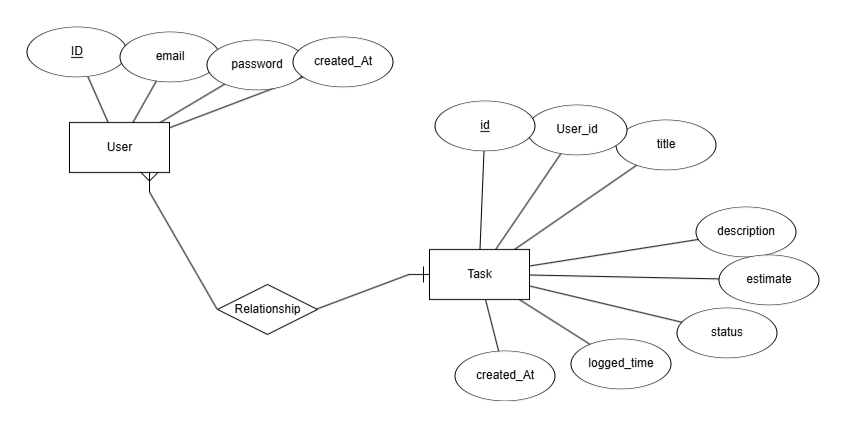 ID
email
password
created_At
User
id
User_id
title
description
Task
estimate
Relationship
status
logged_time
created_At